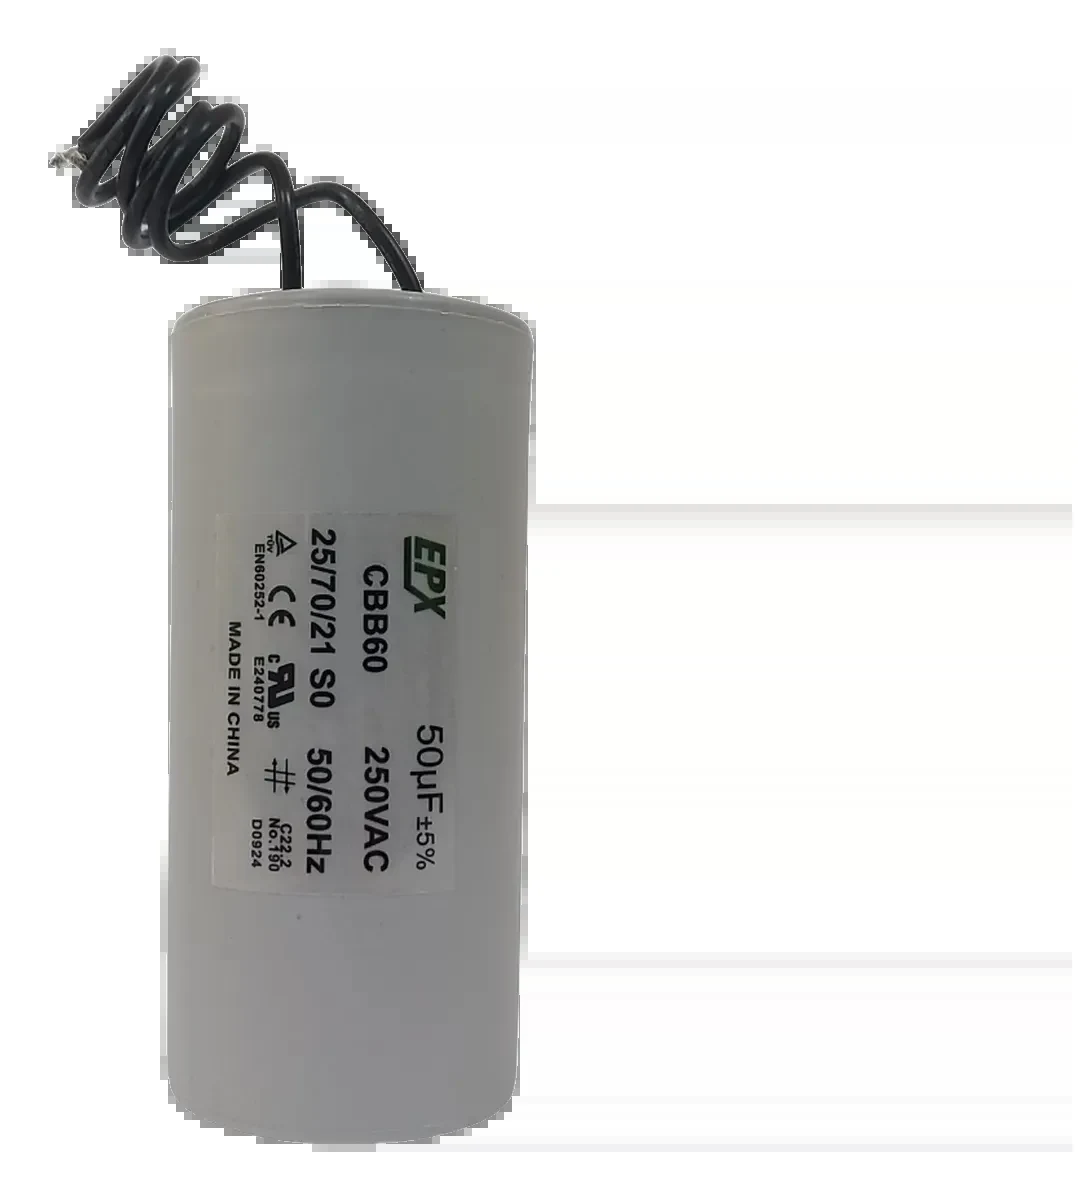 EPX 50µF±5%
CBB60 250VAC
25/70/21 S0 50/60Hz
TÜV CE c RU US C22.2
EN60252-1 E240778 No.190
D0924
MADE IN CHINA